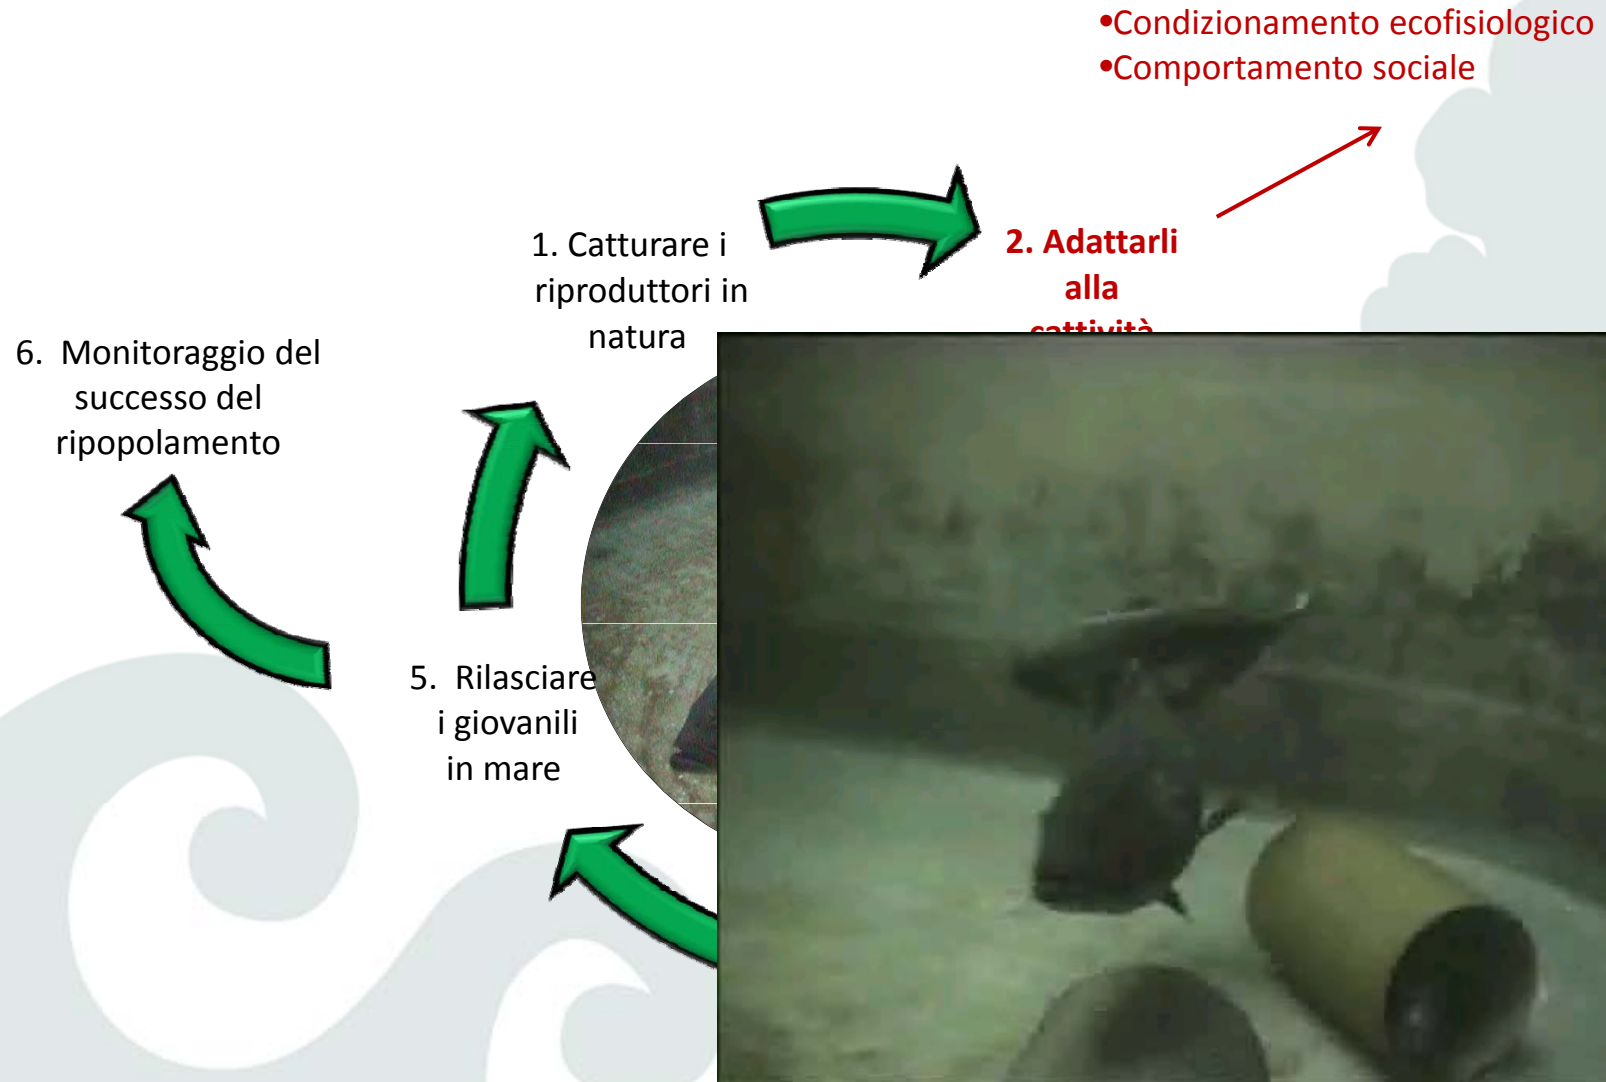 •Condizionamento ecofisiologico
•Comportamento sociale
1. Catturare i
riproduttori in
natura
2. Adattarli
alla
cattività
6. Monitoraggio del
successo del
ripopolamento
5. Rilasciare
i giovanili
in mare